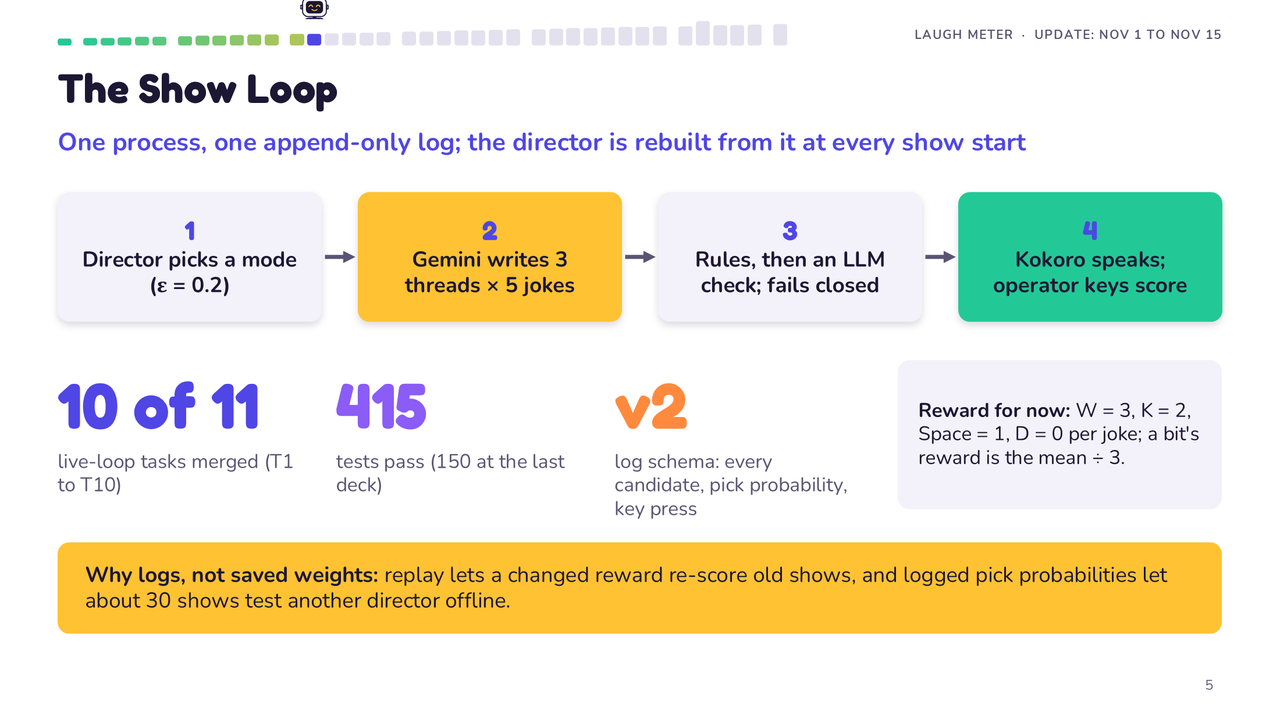 LAUGH METER · UPDATE: NOV 1 TO NOV 15
The Show Loop
One process, one append-only log; the director is rebuilt from it at every show start
1
Director picks a mode
(ε = 0.2)
2
Gemini writes 3
threads × 5 jokes
3
Rules, then an LLM
check; fails closed
4
Kokoro speaks;
operator keys score
10 of 11
live-loop tasks merged (T1
to T10)
415
tests pass (150 at the last
deck)
v2
log schema: every
candidate, pick probability,
key press
Reward for now: W = 3, K = 2,
Space = 1, D = 0 per joke; a bit's
reward is the mean ÷ 3.
Why logs, not saved weights: replay lets a changed reward re-score old shows, and logged pick probabilities let
about 30 shows test another director offline.
5